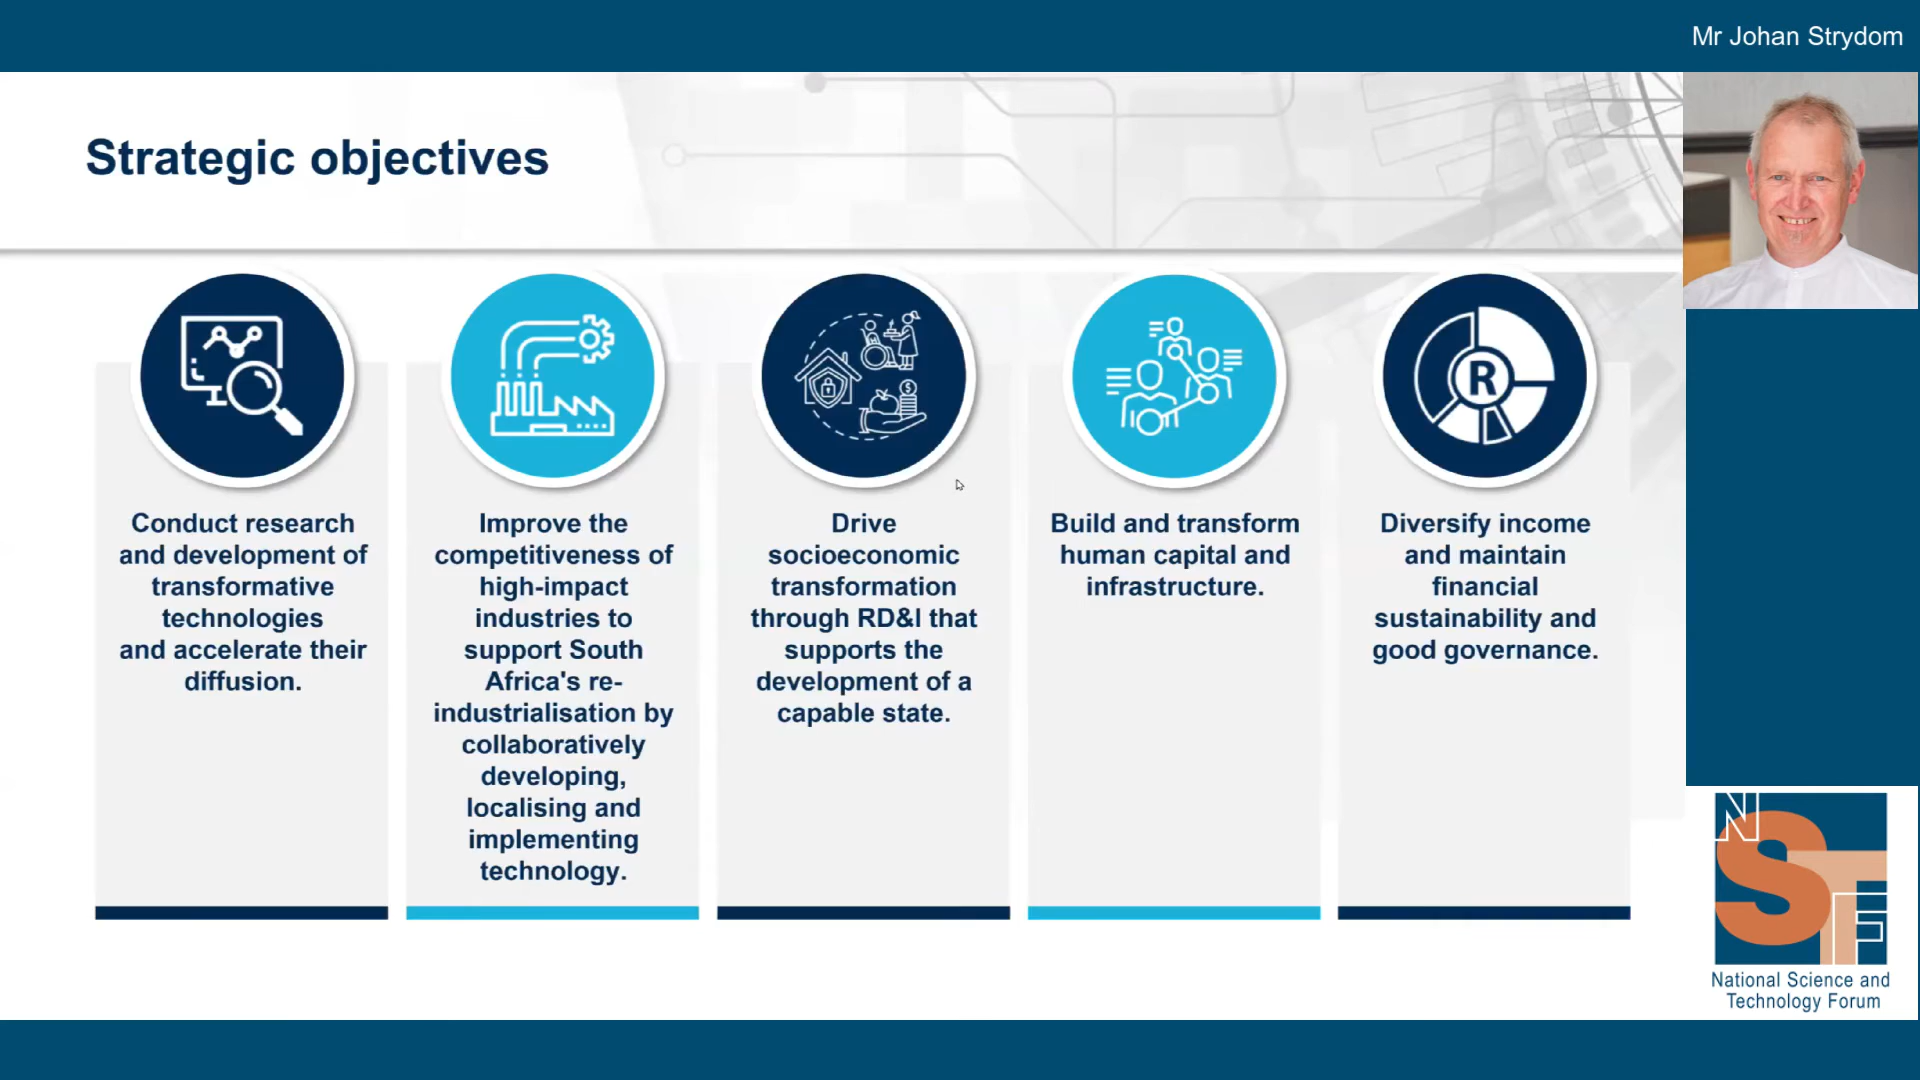 Mr Johan Strydom
Strategic objectives
R
Conduct research
and development of
transformative
technologies
and accelerate their
diffusion.
Improve the
competitiveness of
high-impact
industries to
support South
Africa's re-
industrialisation by
collaboratively
developing,
localising and
implementing
technology.
Drive
socioeconomic
transformation
through RD&I that
supports the
development of a
capable state.
Build and transform
human capital and
infrastructure.
Diversify income
and maintain
financial
sustainability and
good governance.
NSTF
National Science and
Technology Forum